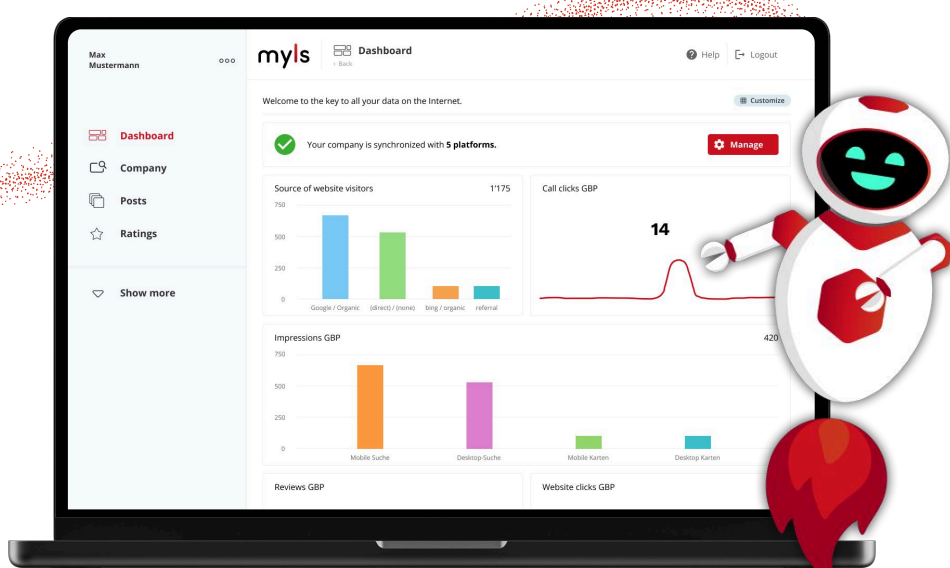 Max
Mustermann
myls
Dashboard
‹ Back
Help
Logout
Welcome to the key to all your data on the Internet.
Customize
Dashboard
Company
Posts
Ratings
Show more
Your company is synchronized with 5 platforms.
Manage
Source of website visitors
1'175
750
500
250
0
Google / Organic
(direct) / (none)
bing / organic
referral
Call clicks GBP
14
Impressions GBP
420
750
500
250
0
Mobile Suche
Desktop-Suche
Mobile Karten
Desktop Karten
Reviews GBP
Website clicks GBP